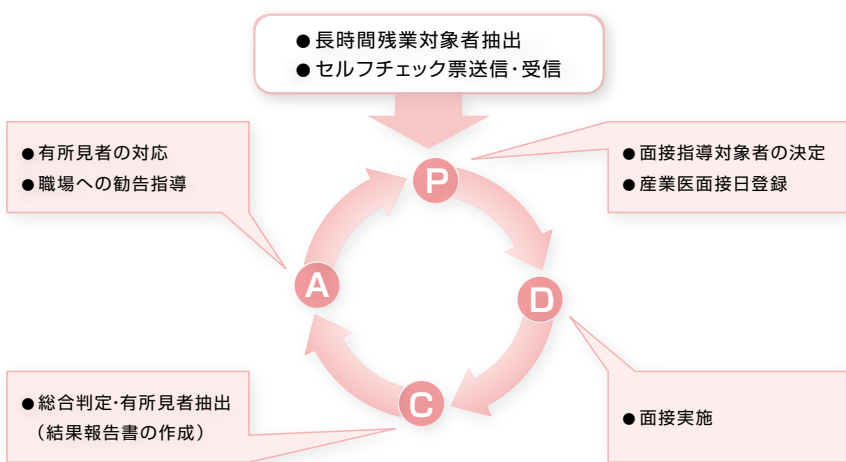 ●長時間残業対象者抽出
●セルフチェック票送信・受信
●有所見者の対応
●職場への勧告指導
P
●面接指導対象者の決定
●産業医面接日登録
A
D
●総合判定・有所見者抽出
（結果報告書の作成）
C
●面接実施